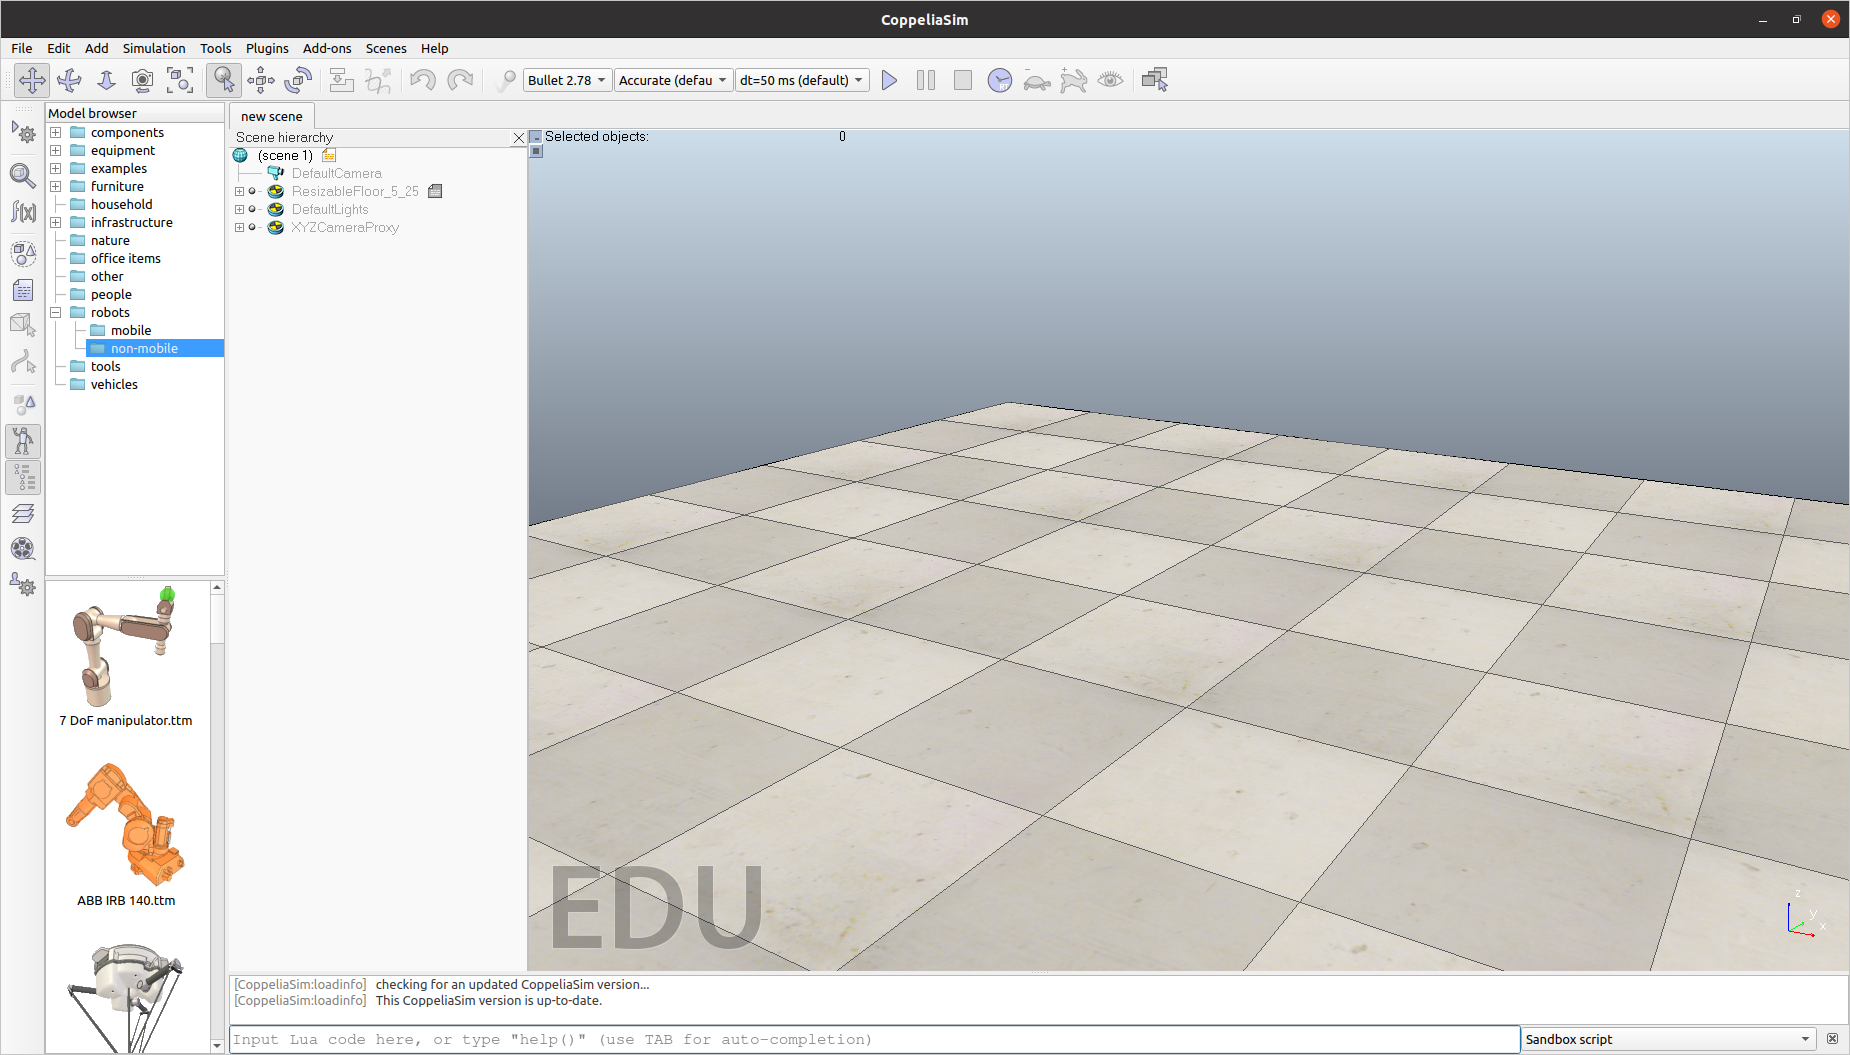 CoppeliaSim
File Edit Add Simulation Tools Plugins Add-ons Scenes Help
Bullet 2.78 Accurate (defau dt=50 ms (default)
RT
Model browser
components
equipment
examples
furniture
household
infrastructure
nature
office items
other
people
robots
mobile
non-mobile
tools
vehicles
f(x)
7 DoF manipulator.ttm
ABB IRB 140.ttm
new scene
Scene hierarchy
(scene 1)
DefaultCamera
ResizableFloor_5_25
DefaultLights
XYZCameraProxy
Selected objects: 0
EDU
z
y
x
[CoppeliaSim:loadinfo] checking for an updated CoppeliaSim version...
[CoppeliaSim:loadinfo] This CoppeliaSim version is up-to-date.
Input Lua code here, or type "help()" (use TAB for auto-completion)
Sandbox script